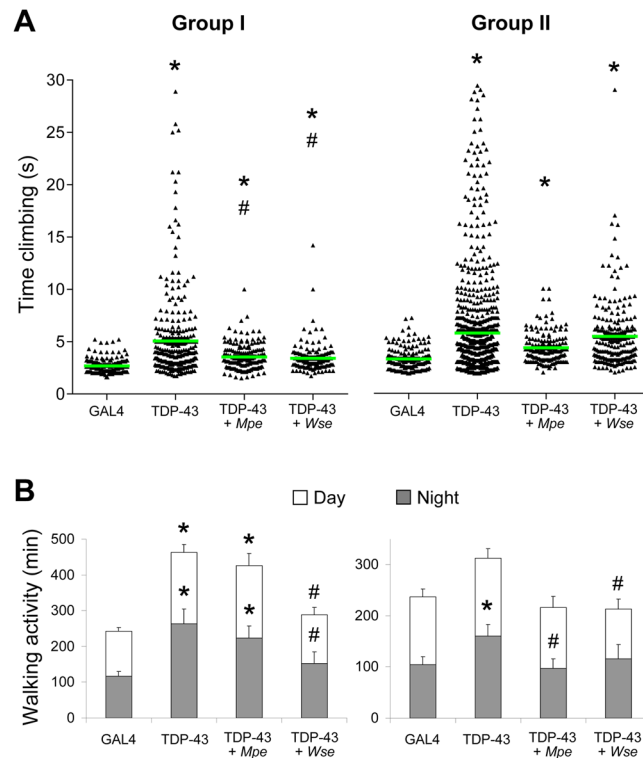 A
Group I
Group II
Time climbing (s)
30
25
20
15
10
5
0
*
*
#
*
#
*
*
*
GAL4
TDP-43
TDP-43
+ Mpe
TDP-43
+ Wse
GAL4
TDP-43
TDP-43
+ Mpe
TDP-43
+ Wse
B
Day
Night
Walking activity (min)
500
400
300
200
100
0
*
*
*
*
#
#
GAL4
TDP-43
TDP-43
+ Mpe
TDP-43
+ Wse
300
200
100
0
*
#
#
GAL4
TDP-43
TDP-43
+ Mpe
TDP-43
+ Wse